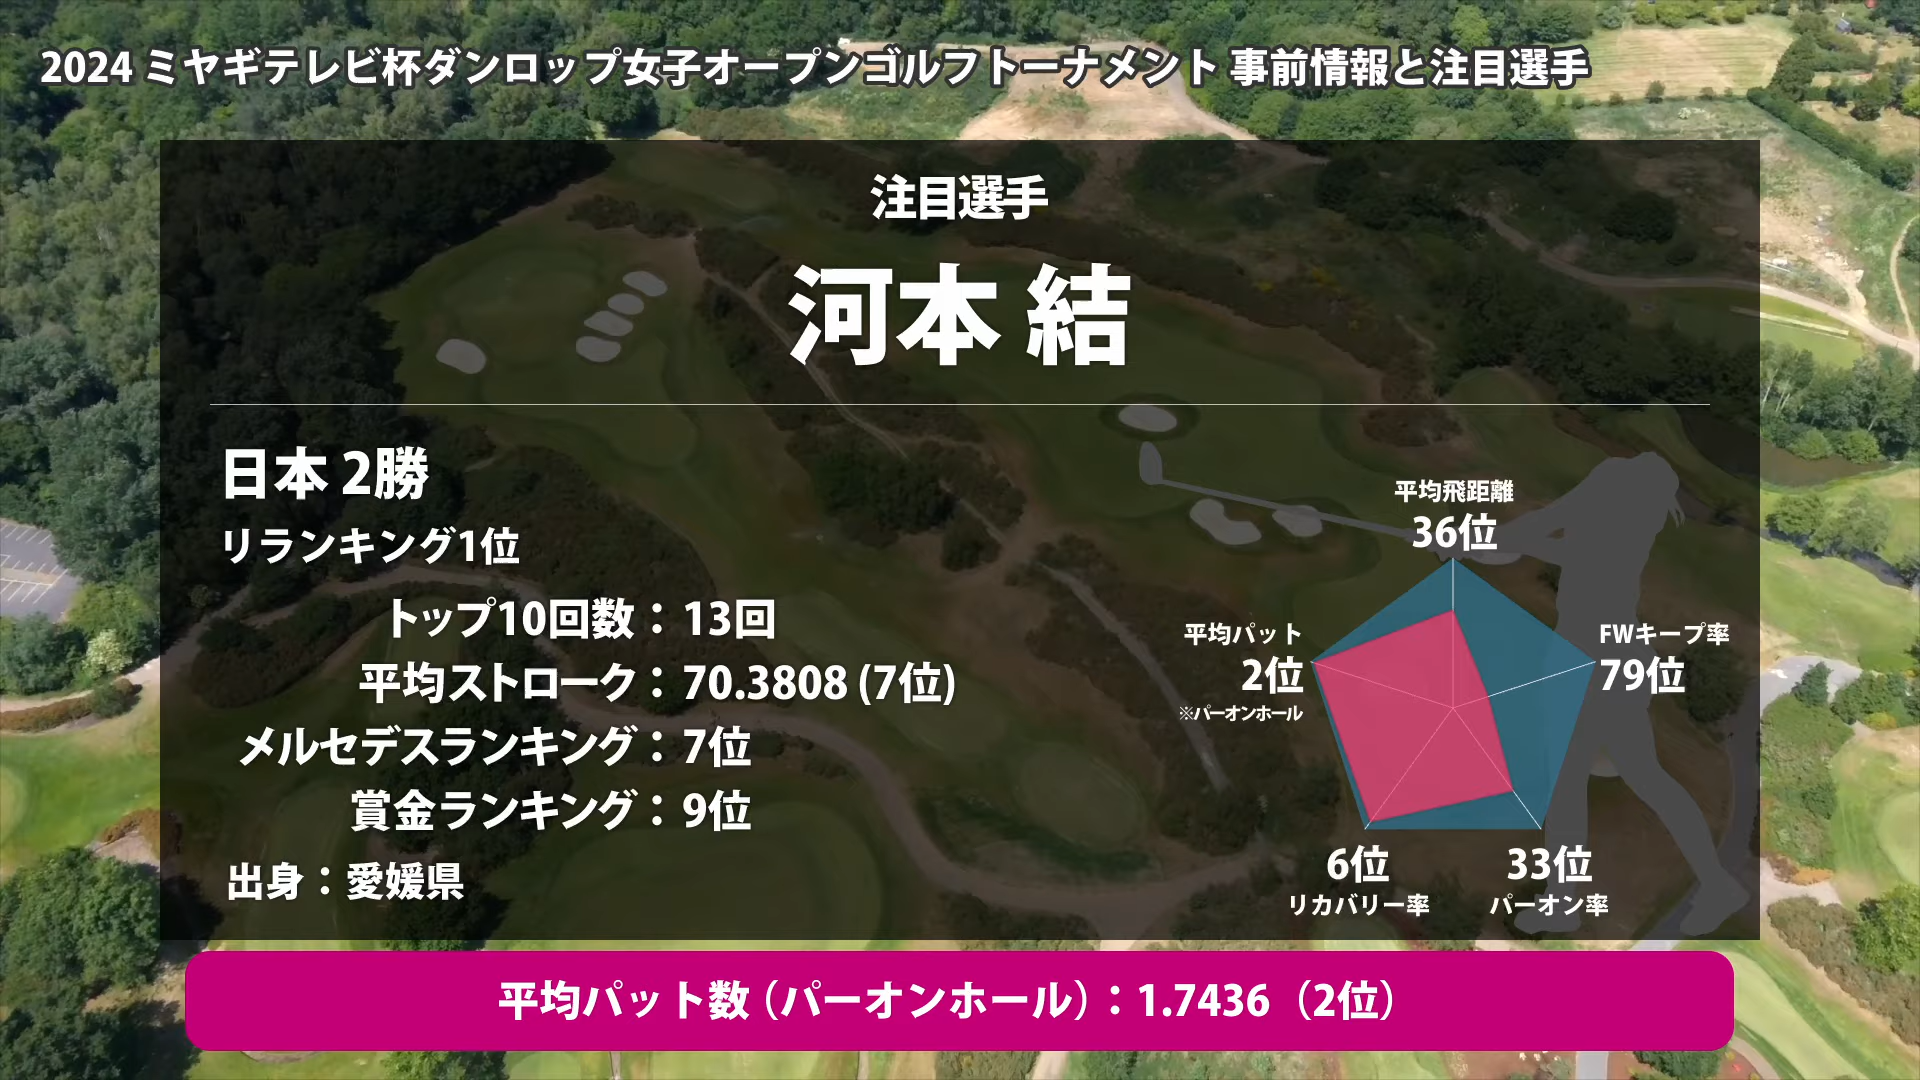 2024 ミヤギテレビ杯ダンロップ女子オープンゴルフトーナメント 事前情報と注目選手
注目選手
河本 結
日本 2勝
リランキング1位
トップ10回数：13回
平均ストローク：70.3808 (7位)
メルセデスランキング：7位
賞金ランキング：9位
出身：愛媛県
平均飛距離
36位
FWキープ率
79位
平均パット
2位
※パーオンホール
6位
リカバリー率
33位
パーオン率
平均パット数（パーオンホール）：1.7436（2位）